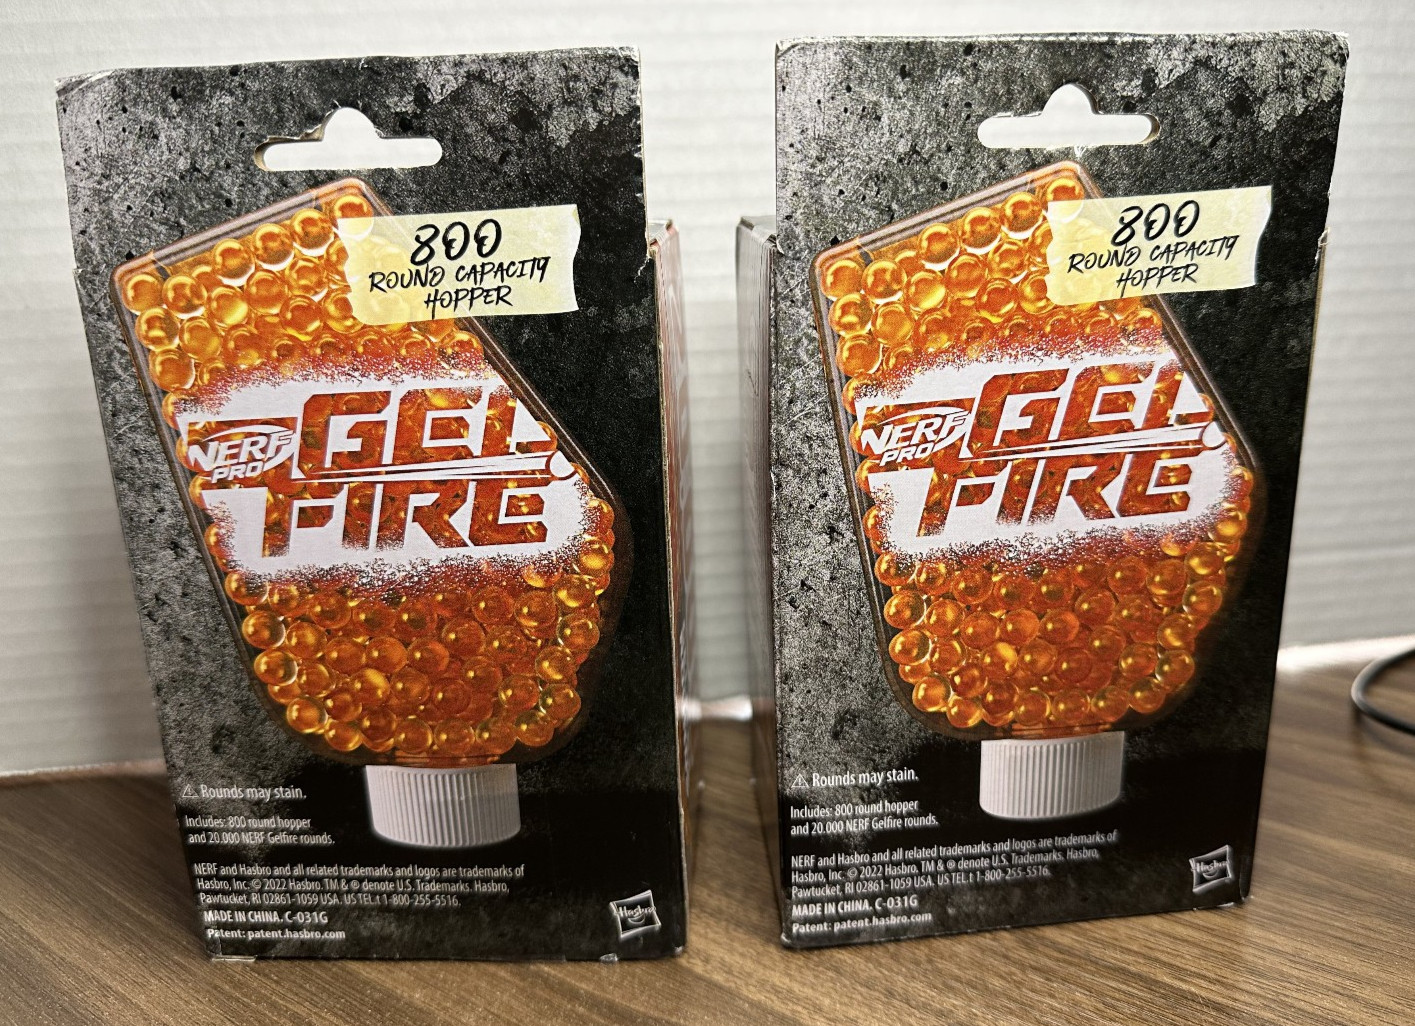 800
ROUND CAPACITY
HOPPER
NERF
PRO
GEL
FIRE
⚠ Rounds may stain.
Includes: 800 round hopper
and 20.000 NERF Gelfire rounds.
NERF and Hasbro and all related trademarks and logos are trademarks of
Hasbro, Inc. © 2022 Hasbro. TM & ® denote U.S. Trademarks. Hasbro,
Pawtucket, RI 02861-1059 USA. US TEL.† 1-800-255-5516.
MADE IN CHINA. C-031G
Patent: patent.hasbro.com
Hasbro
800
ROUND CAPACITY
HOPPER
NERF
PRO
GEL
FIRE
⚠ Rounds may stain.
Includes: 800 round hopper
and 20.000 NERF Gelfire rounds.
NERF and Hasbro and all related trademarks and logos are trademarks of
Hasbro, Inc. © 2022 Hasbro. TM & ® denote U.S. Trademarks. Hasbro,
Pawtucket, RI 02861-1059 USA. US TEL.† 1-800-255-5516.
MADE IN CHINA. C-031G
Patent: patent.hasbro.com
Hasbro